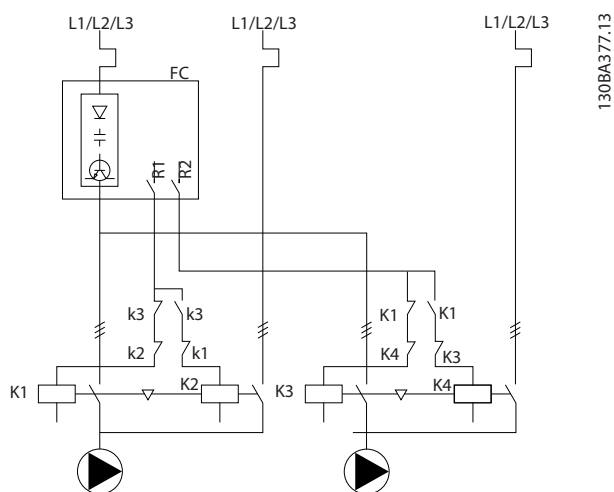 L1/L2/L3
L1/L2/L3
L1/L2/L3
FC
R1
R2
k3
k3
K1
K1
k2
k1
K4
K3
K1
K2
K3
K4
130BA377.13